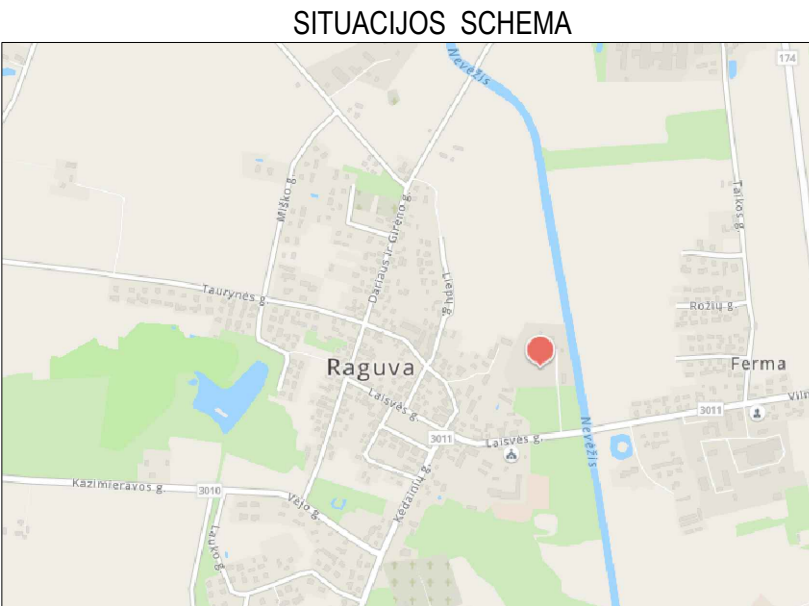 SITUACIJOS SCHEMA
Nevėžis
174
Miško g.
Dariaus ir Girėno g.
Taikos g.
Liepų g.
Taurynės g.
Rožių g.
Raguva
Ferma
Laisvės g.
3011
3011
Laisvės g.
Nevėžis
Kazimieravos g.
3010
Vėjo g.
Kėdainių g.
Lauko g.